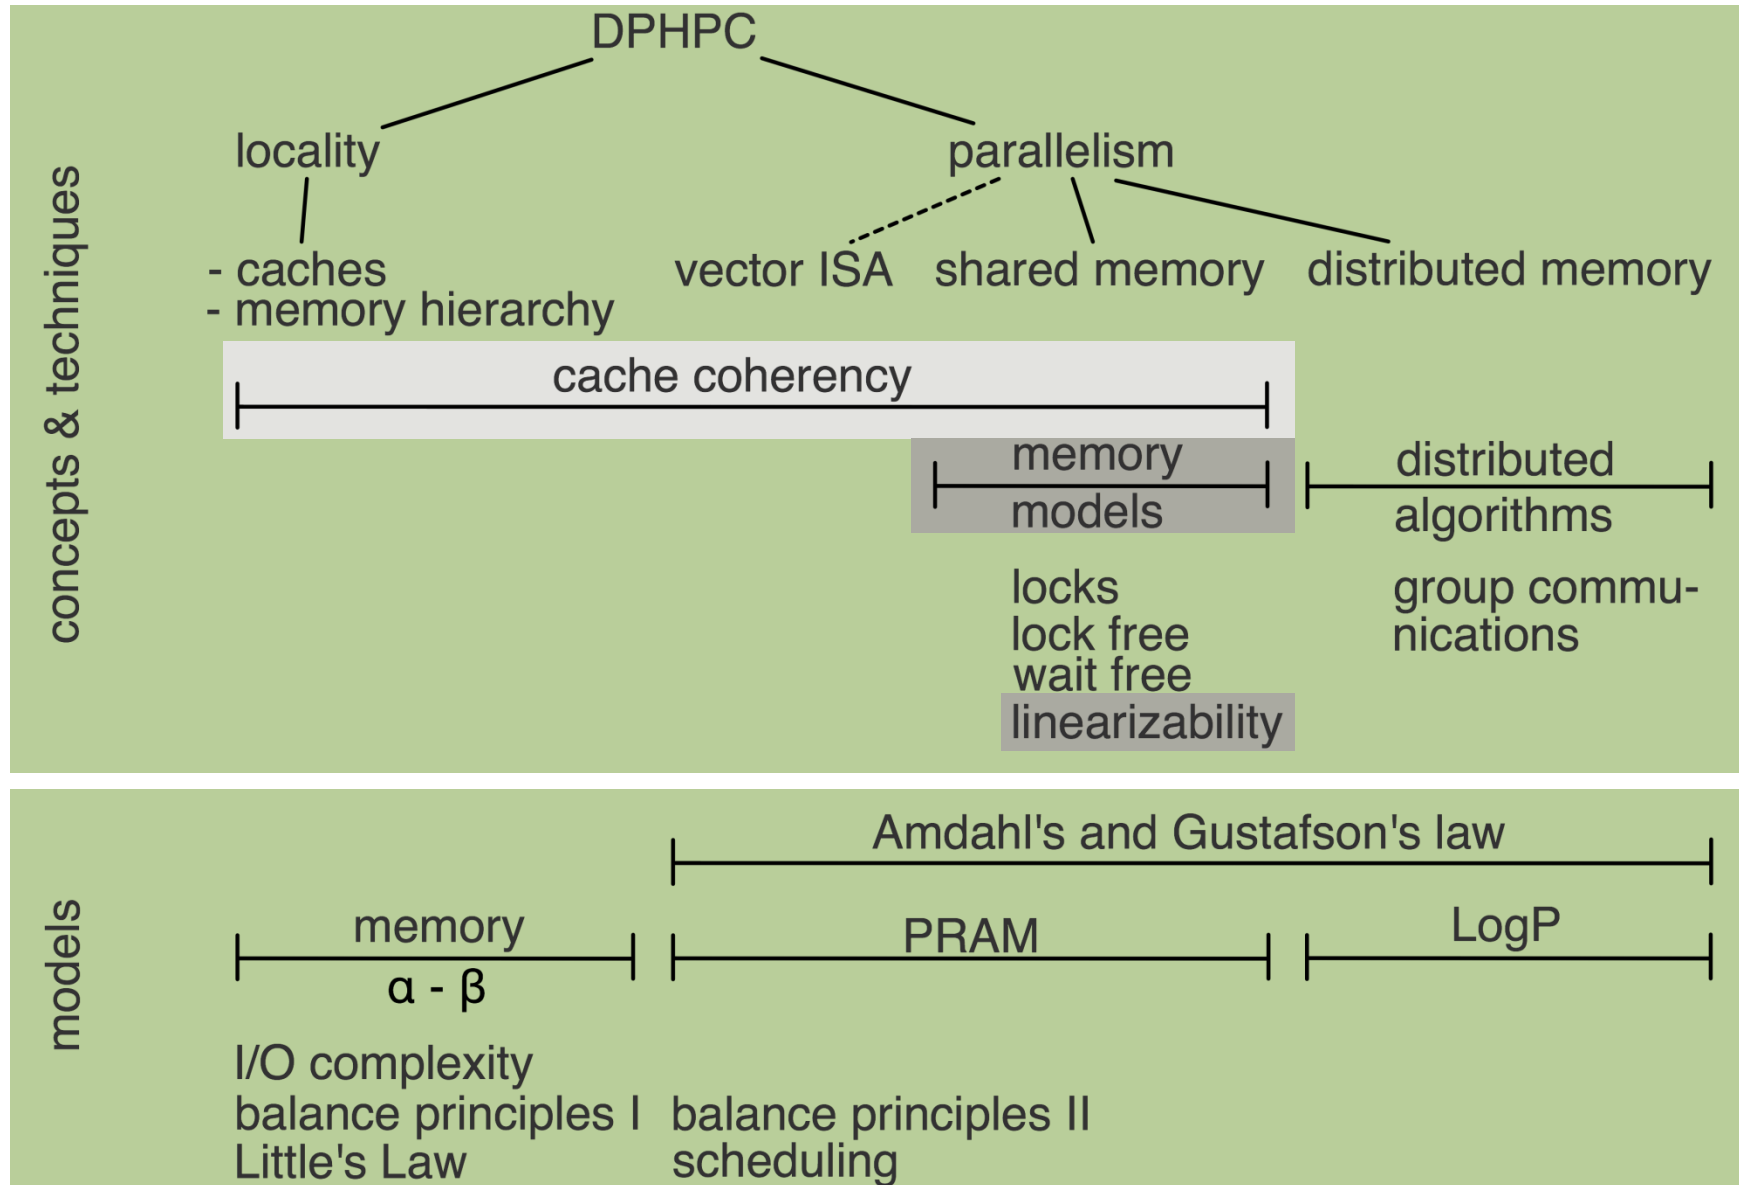 DPHPC
locality
parallelism
- caches
- memory hierarchy
vector ISA
shared memory
distributed memory
cache coherency
memory
models
distributed
algorithms
locks
lock free
wait free
linearizability
group commu-
nications
concepts & techniques
Amdahl's and Gustafson's law
memory
α - β
PRAM
LogP
I/O complexity
balance principles I
Little's Law
balance principles II
scheduling
models